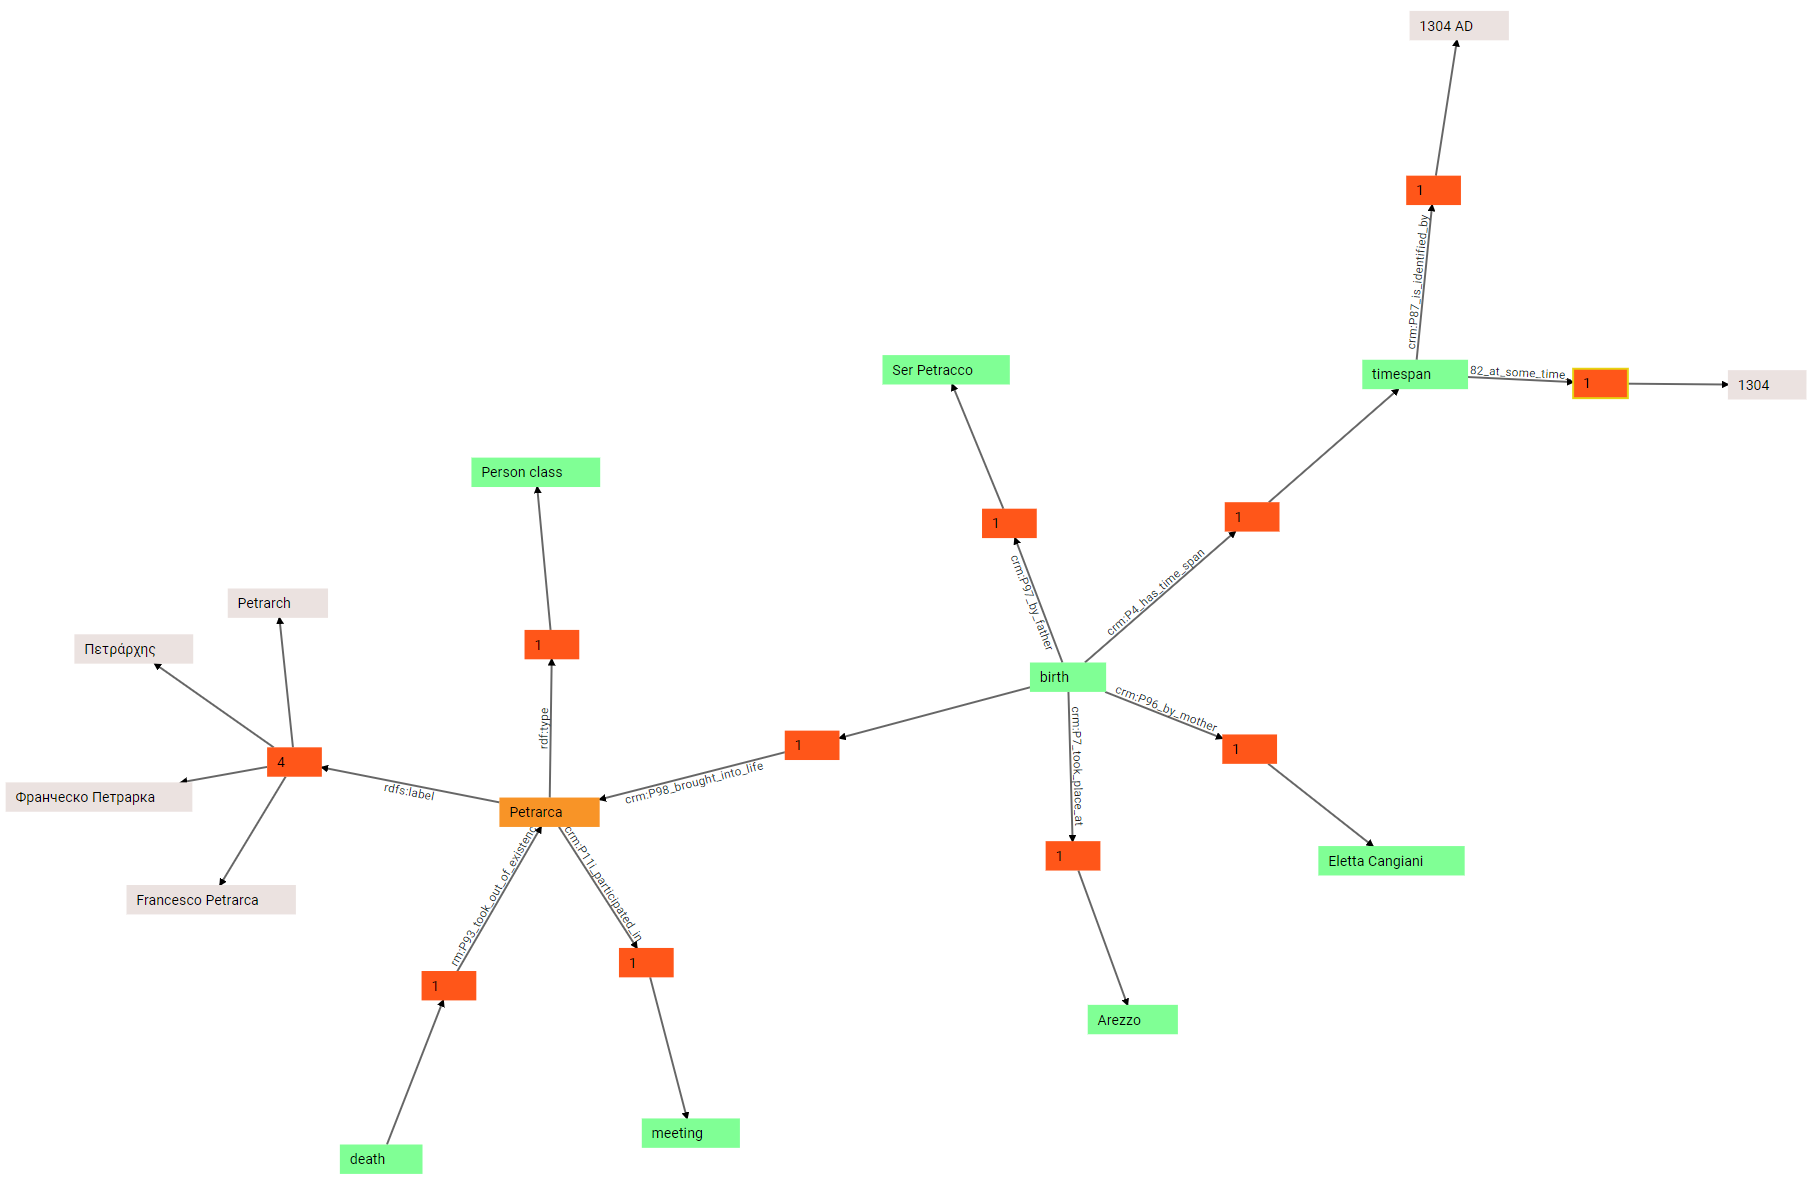 1304 AD
1
crm:P87_is_identified_by
Ser Petracco
timespan
82_at_some_time
1
1304
Person class
1
1
crm:P97_by_father
crm:P4_has_time_span
Petrarch
Πετράρχης
1
birth
crm:P96_by_mother
rdf:type
crm:P7_took_place_at
1
1
4
crm:P98_brought_into_life
rdfs:label
Франческо Петрарка
Petrarca
rm:P93_took_out_of_existenc
crm:P11i_participated_in
1
Eletta Cangiani
Francesco Petrarca
1
1
Arezzo
meeting
death